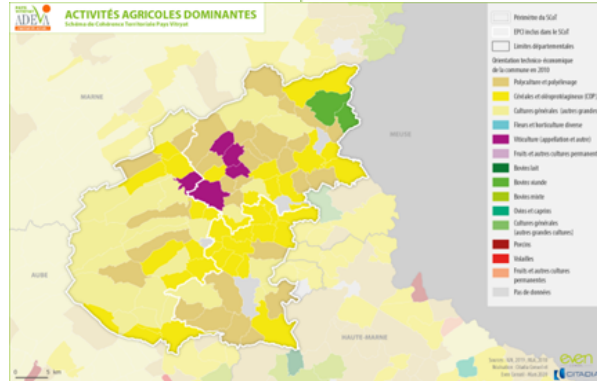 PAYS VITRYAT
ADEVA
ACTIVITÉS AGRICOLES DOMINANTES
Schéma de Cohérence Territoriale Pays Vitryat
MARNE
MEUSE
AUBE
HAUTE-MARNE
0 5 km
Périmètre du SCoT
EPCI inclus dans le SCoT
Limites départementales
Orientation technico-économique
de la commune en 2010
Polyculture et polyélevage
Céréales et oléoprotéagineux (COP)
Cultures générales (autres grandes
Fleurs et horticulture diverse
Viticulture (appellation et autre)
Fruits et autres cultures permanentes
Bovins lait
Bovins viande
Bovins mixte
Ovins et caprins
Cultures générales
(autres grandes cultures)
Porcins
Volailles
Fruits et autres cultures
permanentes
Pas de données
even
CITADIA